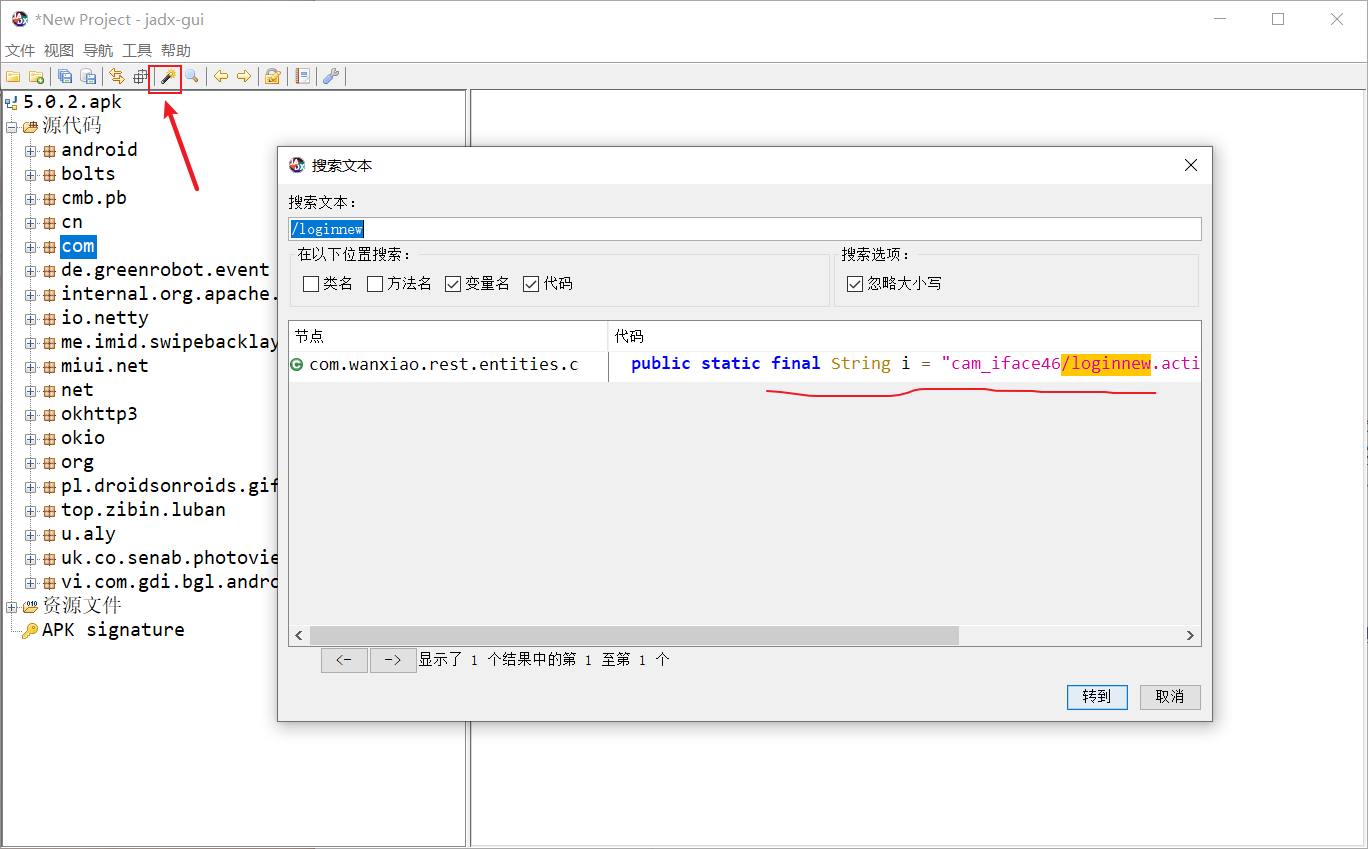 *New Project - jadx-gui
文件 视图 导航 工具 帮助
5.0.2.apk
源代码
android
bolts
cmb.pb
cn
com
de.greenrobot.event
internal.org.apache.
io.netty
me.imid.swipebacklay
miui.net
net
okhttp3
okio
org
pl.droidsonroids.gif
top.zibin.luban
u.aly
uk.co.senab.photovie
vi.com.gdi.bgl.andro
资源文件
APK signature
搜索文本
搜索文本：
/loginnew
在以下位置搜索：
类名 方法名 变量名 代码
搜索选项：
忽略大小写
节点 代码
com.wanxiao.rest.entities.c public static final String i = "cam_iface46/loginnew.acti
<- -> 显示了 1 个结果中的第 1 至第 1 个
转到 取消